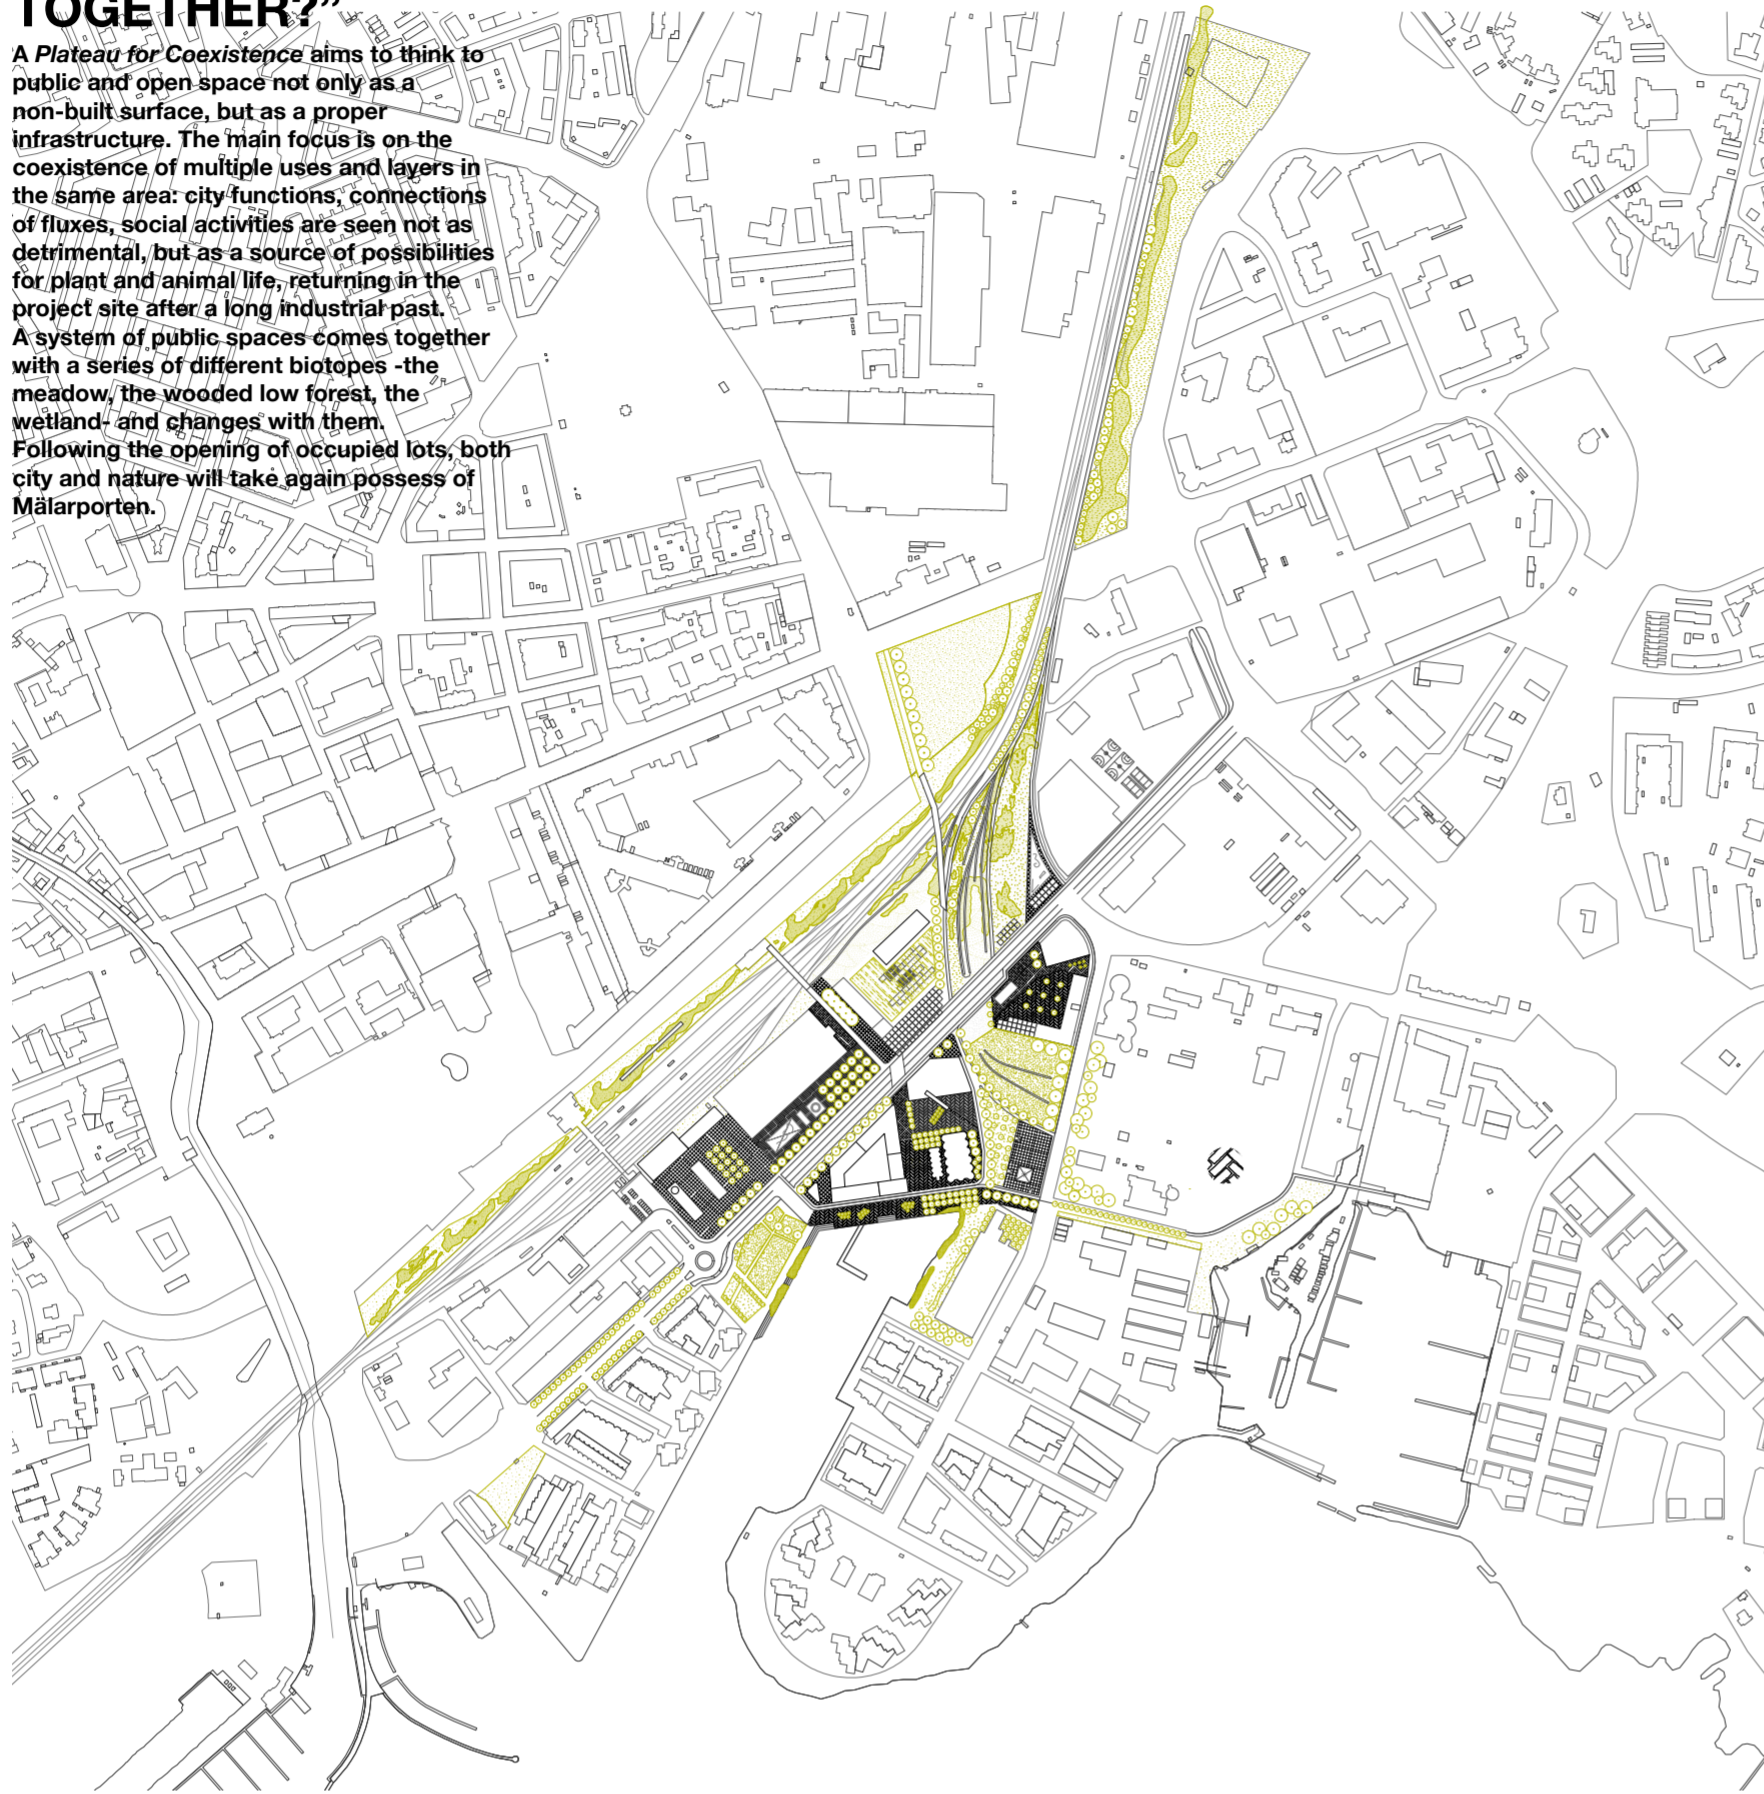 TOGETHER?”
A Plateau for Coexistence aims to think to
public and open space not only as a
non-built surface, but as a proper
infrastructure. The main focus is on the
coexistence of multiple uses and layers in
the same area: city functions, connections
of fluxes, social activities are seen not as
detrimental, but as a source of possibilities
for plant and animal life, returning in the
project site after a long industrial past.
A system of public spaces comes together
with a series of different biotopes -the
meadow, the wooded low forest, the
wetland- and changes with them.
Following the opening of occupied lots, both
city and nature will take again possess of
Mälarporten.